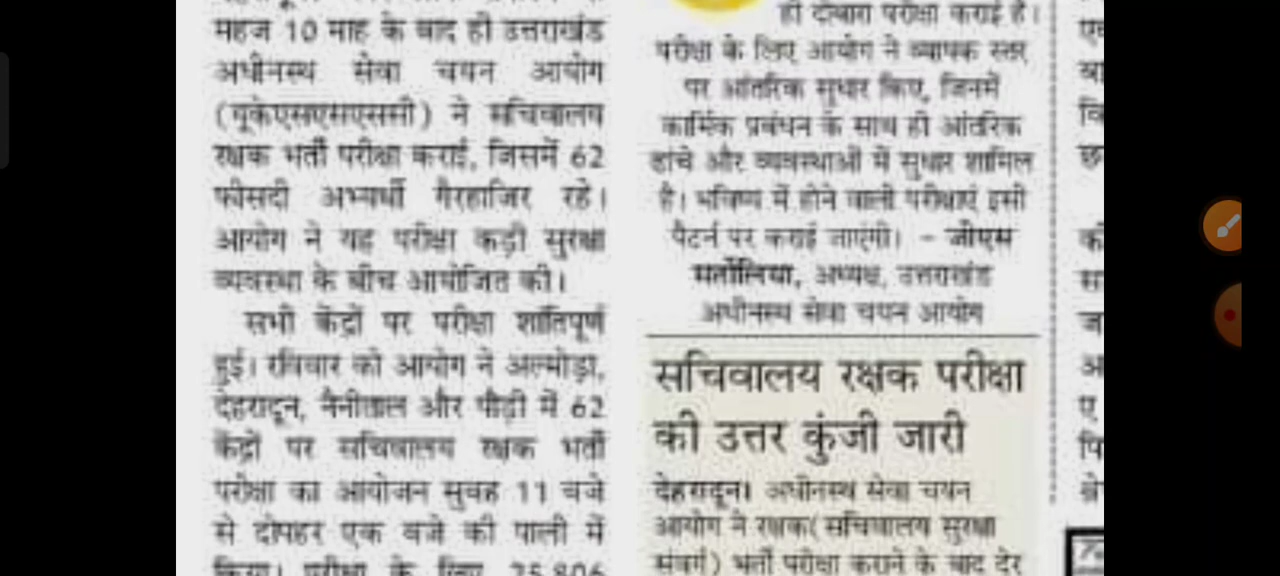 महज 10 माह के बाद ही उत्तराखंड
अधीनस्थ सेवा चयन आयोग
(यूकेएसएसएससी) ने सचिवालय
रक्षक भर्ती परीक्षा कराई, जिसमें 62
फीसदी अभ्यर्थी गैरहाजिर रहे।
आयोग ने यह परीक्षा कड़ी सुरक्षा
व्यवस्था के बीच आयोजित की।
सभी केंद्रों पर परीक्षा शांतिपूर्ण
हुई। रविवार को आयोग ने अल्मोड़ा,
देहरादून, नैनीताल और पौड़ी में 62
केंद्रों पर सचिवालय रक्षक भर्ती
परीक्षा का आयोजन सुबह 11 बजे
से दोपहर एक बजे की पाली में
किया। परीक्षा के लिए 25,806
ही दोबारा परीक्षा कराई है।
परीक्षा के लिए आयोग ने व्यापक स्तर
पर आंतरिक सुधार किए, जिनमें
कार्मिक प्रबंधन के साथ ही आंतरिक
ढांचे और व्यवस्थाओं में सुधार शामिल
है। भविष्य में होने वाली परीक्षाएं इसी
पैटर्न पर कराई जाएंगी। - जीएस
मर्तोलिया, अध्यक्ष, उत्तराखंड
अधीनस्थ सेवा चयन आयोग
सचिवालय रक्षक परीक्षा
की उत्तर कुंजी जारी
देहरादून। अधीनस्थ सेवा चयन
आयोग ने रक्षक(सचिवालय सुरक्षा
संवर्ग) भर्ती परीक्षा कराने के बाद देर